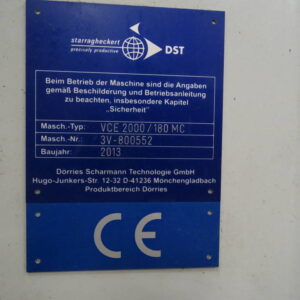 starragheckert
precisely productive
DST
Beim Betrieb der Maschine sind die Angaben
gemäß Beschilderung und Betriebsanleitung
zu beachten, insbesondere Kapitel
„Sicherheit"
Masch.-Typ: VCE 2000/180 MC
Masch.-Nr.: 3V-800552
Baujahr: 2013
Dörries Scharmann Technologie GmbH
Hugo-Junkers-Str. 12-32 D-41236 Mönchengladbach
Produktbereich Dörries
CE